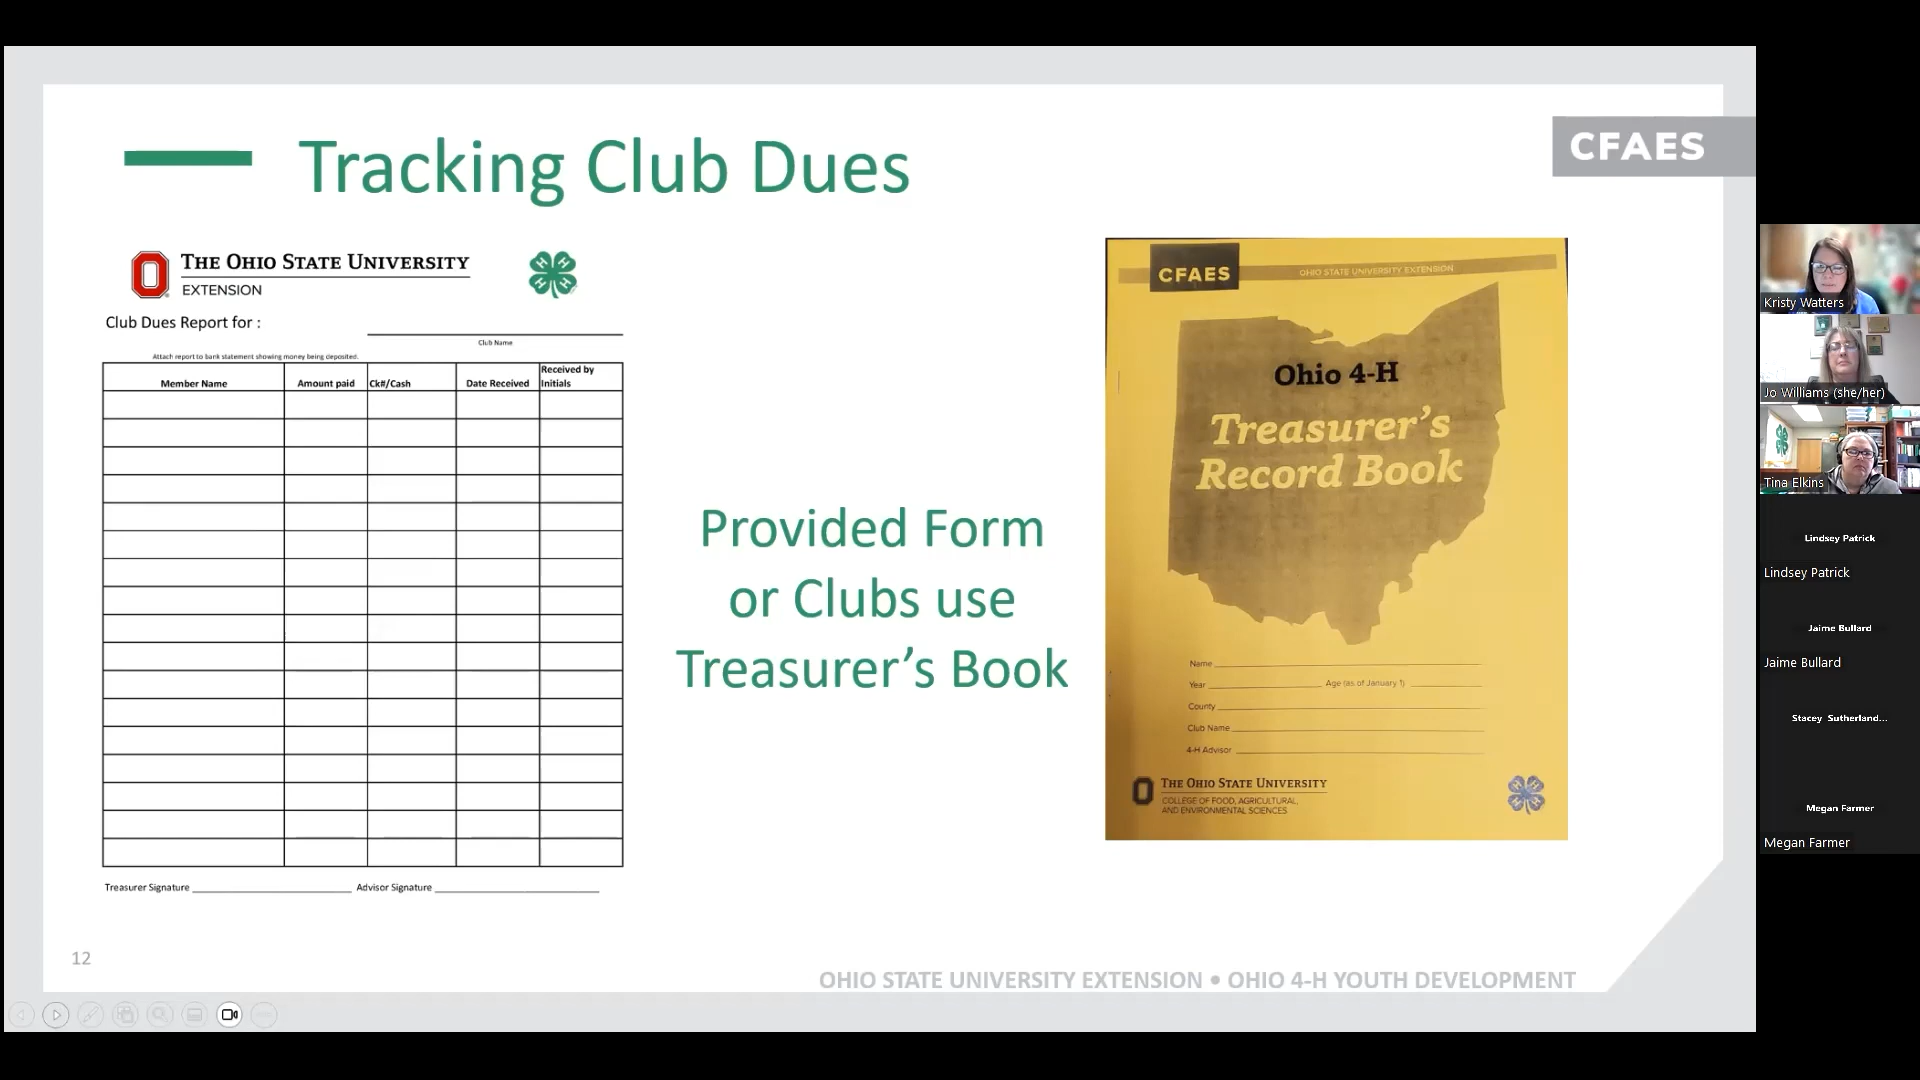 Tracking Club Dues
CFAES
THE OHIO STATE UNIVERSITY
EXTENSION
Club Dues Report for :
Club Name
Attach report to bank statement showing money being deposited.
Member Name
Amount paid
Ck#/Cash
Date Received
Received by
Initials
Treasurer Signature
Advisor Signature
Provided Form
or Clubs use
Treasurer’s Book
CFAES
OHIO STATE UNIVERSITY EXTENSION
Ohio 4-H
Treasurer’s
Record Book
Name
Year
Age (as of January 1)
County
Club Name
4-H Advisor
THE OHIO STATE UNIVERSITY
COLLEGE OF FOOD, AGRICULTURAL,
AND ENVIRONMENTAL SCIENCES
12
OHIO STATE UNIVERSITY EXTENSION • OHIO 4-H YOUTH DEVELOPMENT
Kristy Watters
Jo Williams (she/her)
Tina Elkins
Lindsey Patrick
Lindsey Patrick
Jaime Bullard
Jaime Bullard
Stacey Sutherland...
Megan Farmer
Megan Farmer